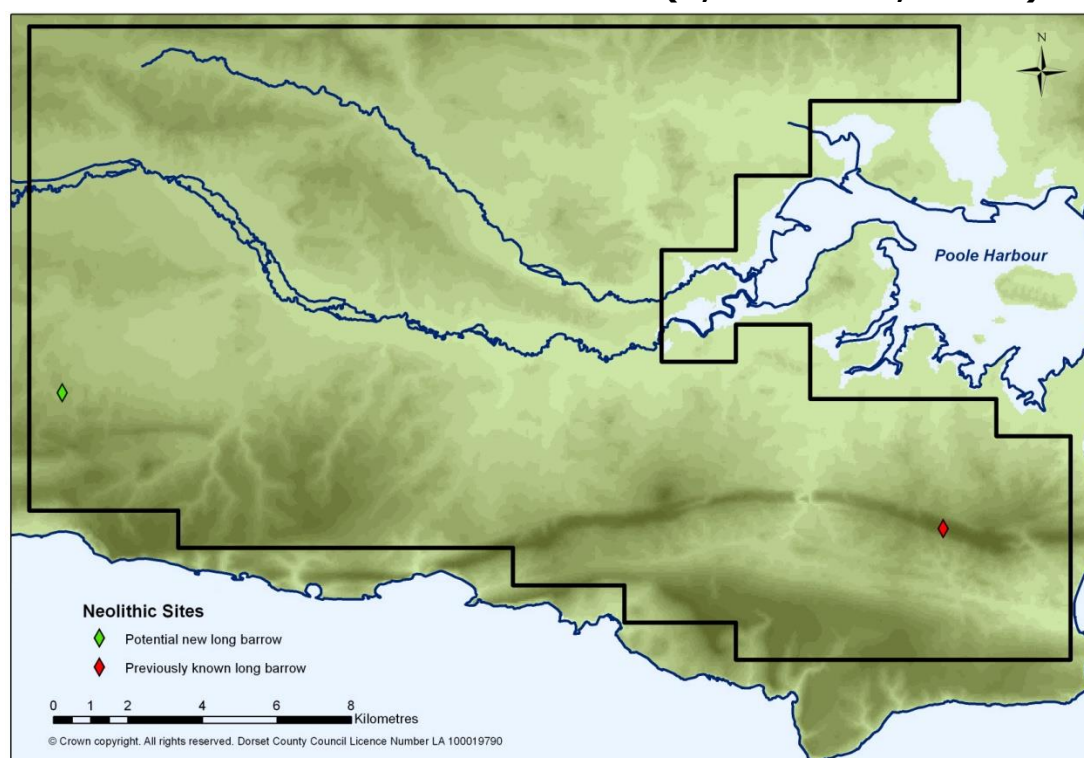 N
Poole Harbour
Neolithic Sites
Potential new long barrow
Previously known long barrow
0 1 2 4 6 8
Kilometres
© Crown copyright. All rights reserved. Dorset County Council Licence Number LA 100019790